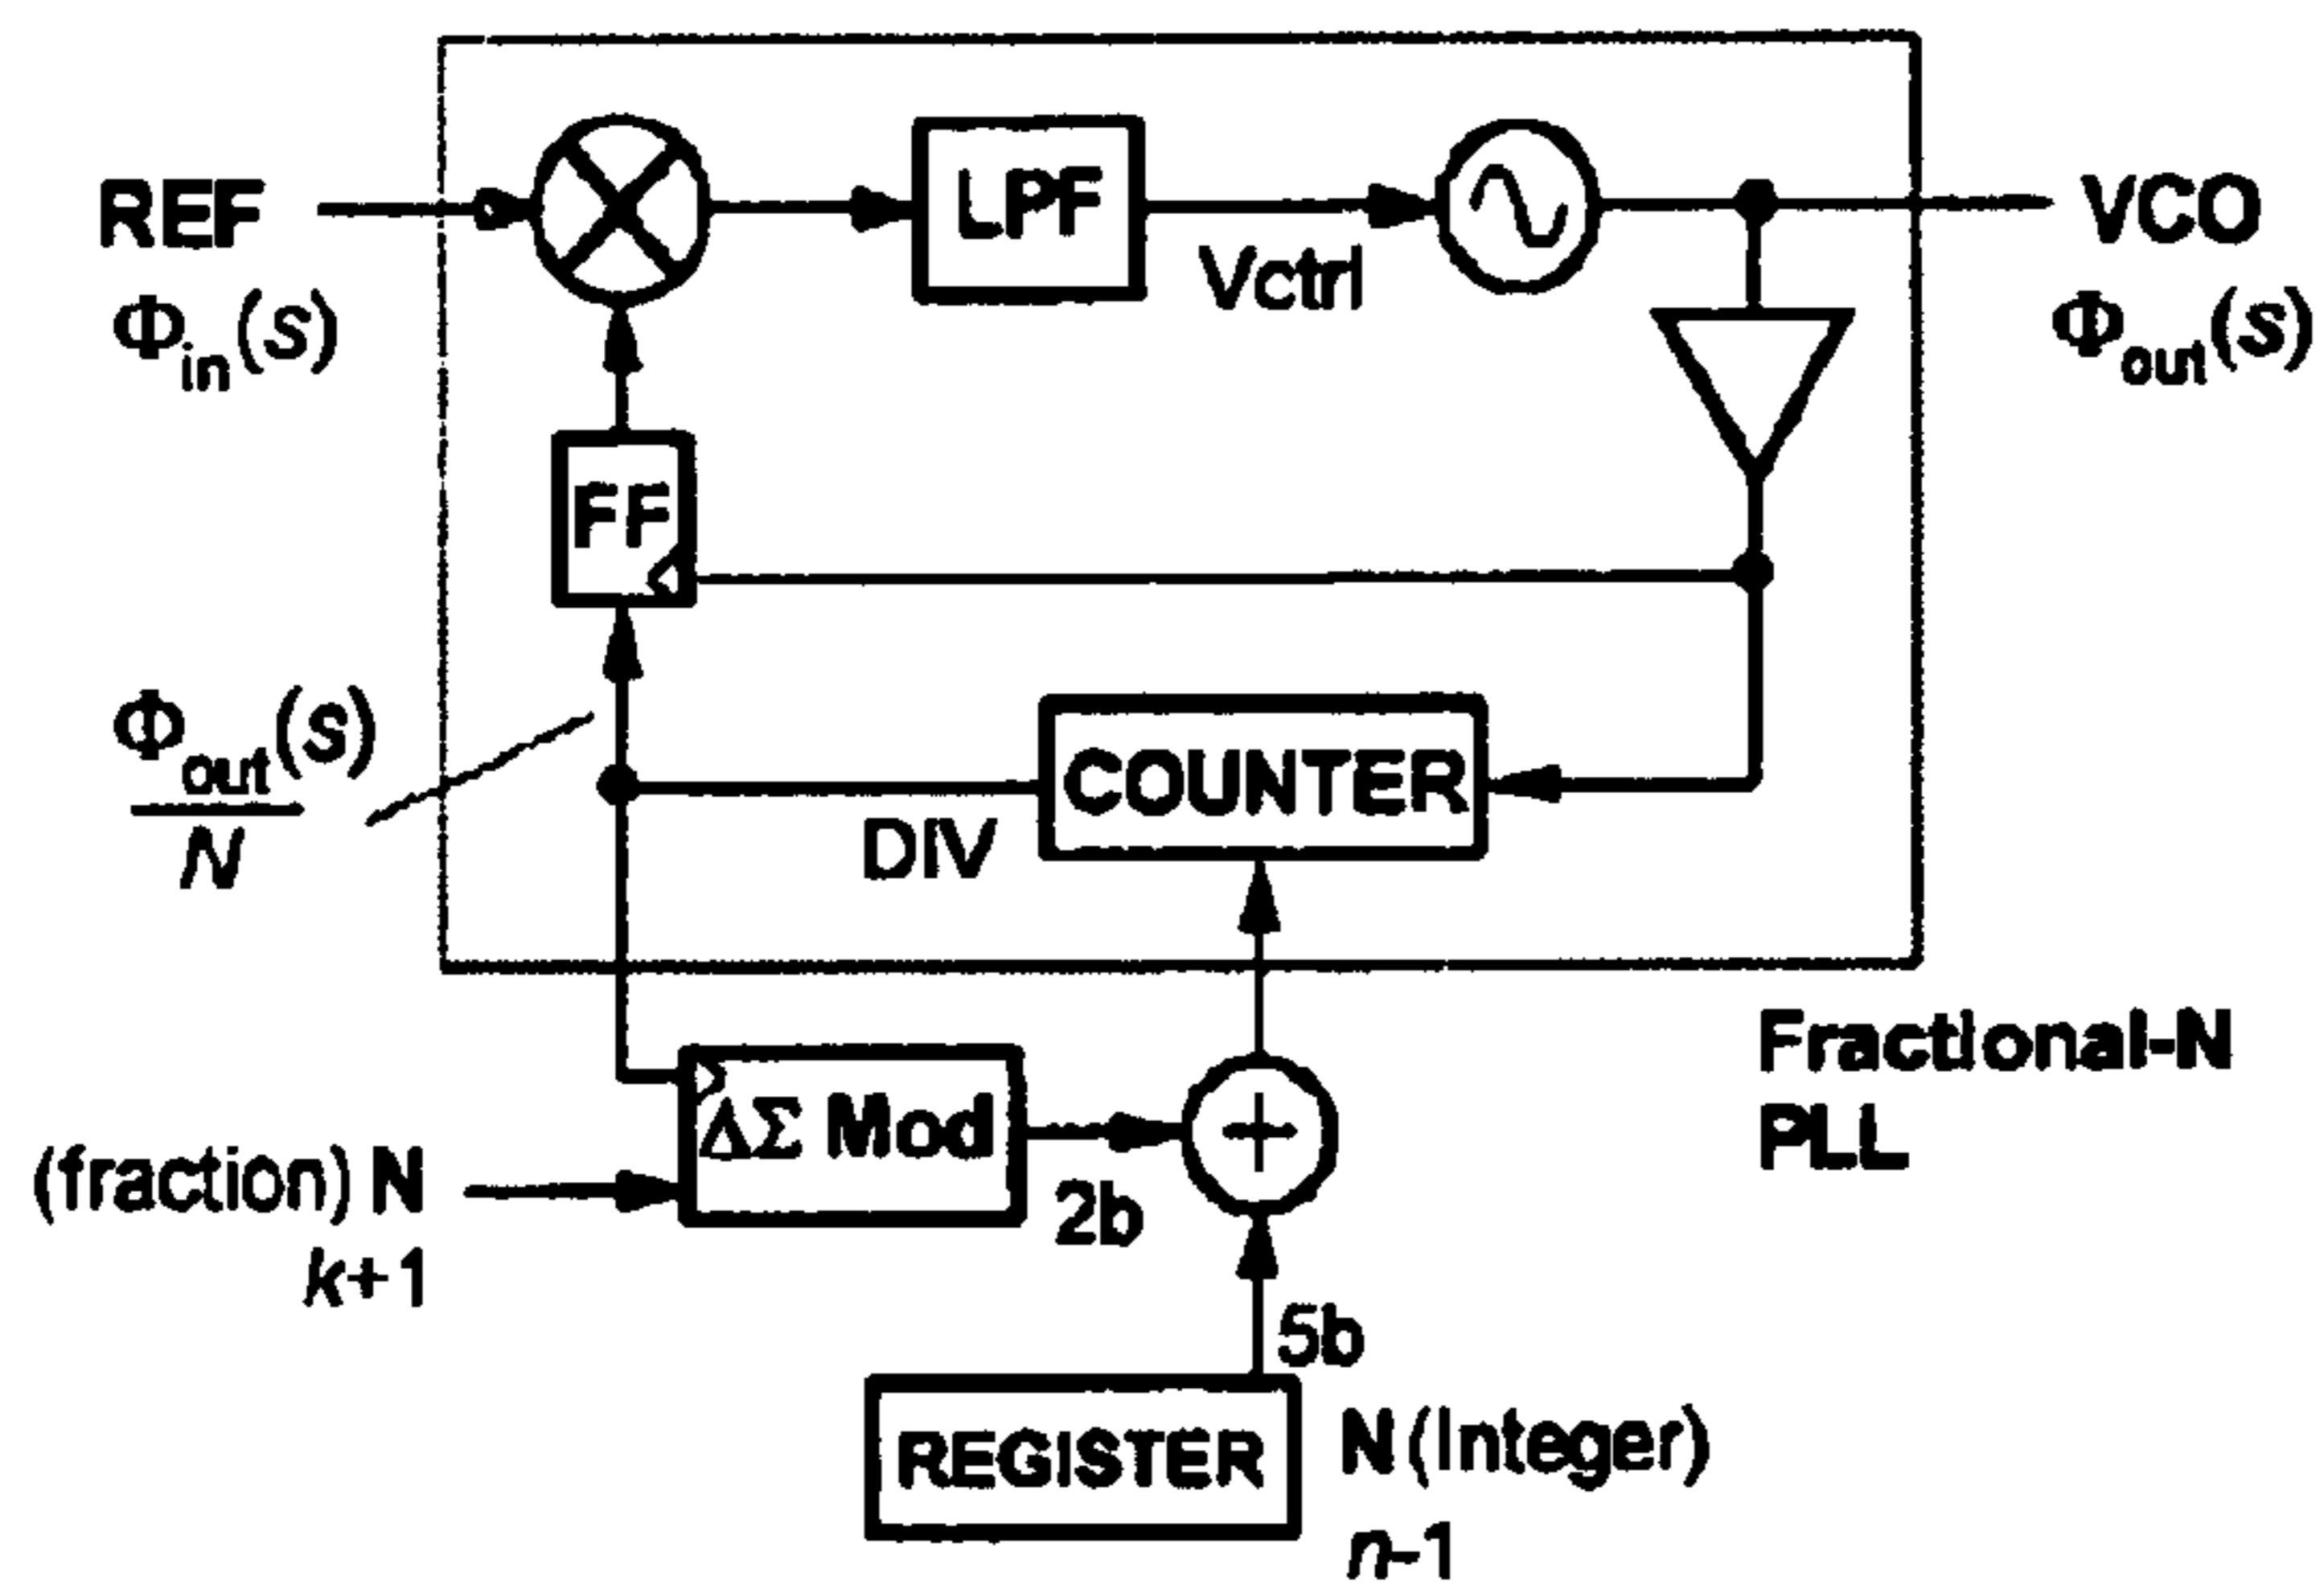 REF
Φin(s)
LPF
Vctrl
VCO
Φout(s)
FF
Φout(s)
N
COUNTER
DIV
Fractional-N
PLL
ΔΣ Mod
(fraction) N
k+1
2b
5b
REGISTER
N(Integer)
n-1